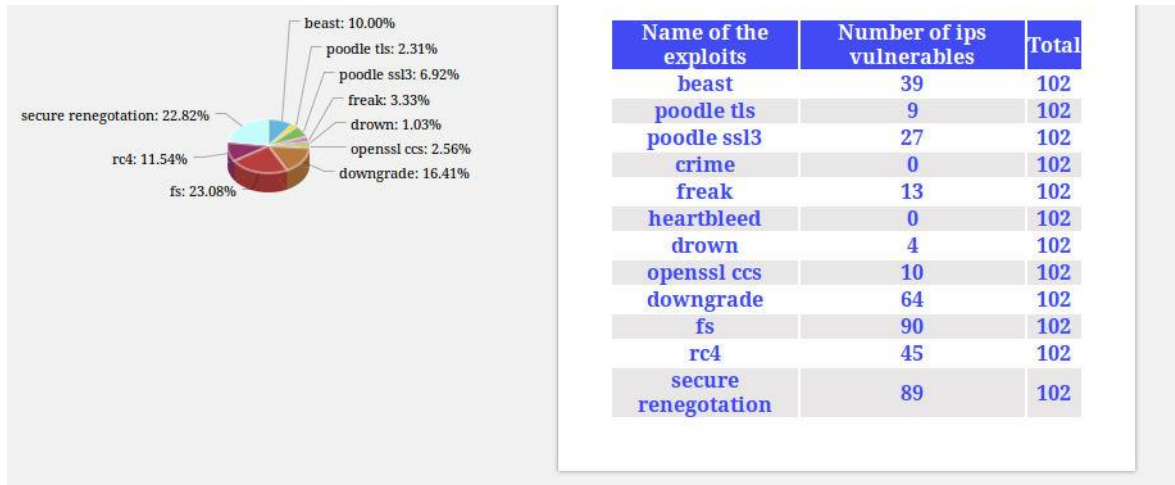 beast: 10.00%
poodle tls: 2.31%
poodle ssl3: 6.92%
freak: 3.33%
drown: 1.03%
openssl ccs: 2.56%
downgrade: 16.41%
secure renegotation: 22.82%
rc4: 11.54%
fs: 23.08%
Name of the exploits Number of ips vulnerables Total
beast 39 102
poodle tls 9 102
poodle ssl3 27 102
crime 0 102
freak 13 102
heartbleed 0 102
drown 4 102
openssl ccs 10 102
downgrade 64 102
fs 90 102
rc4 45 102
secure renegotation 89 102